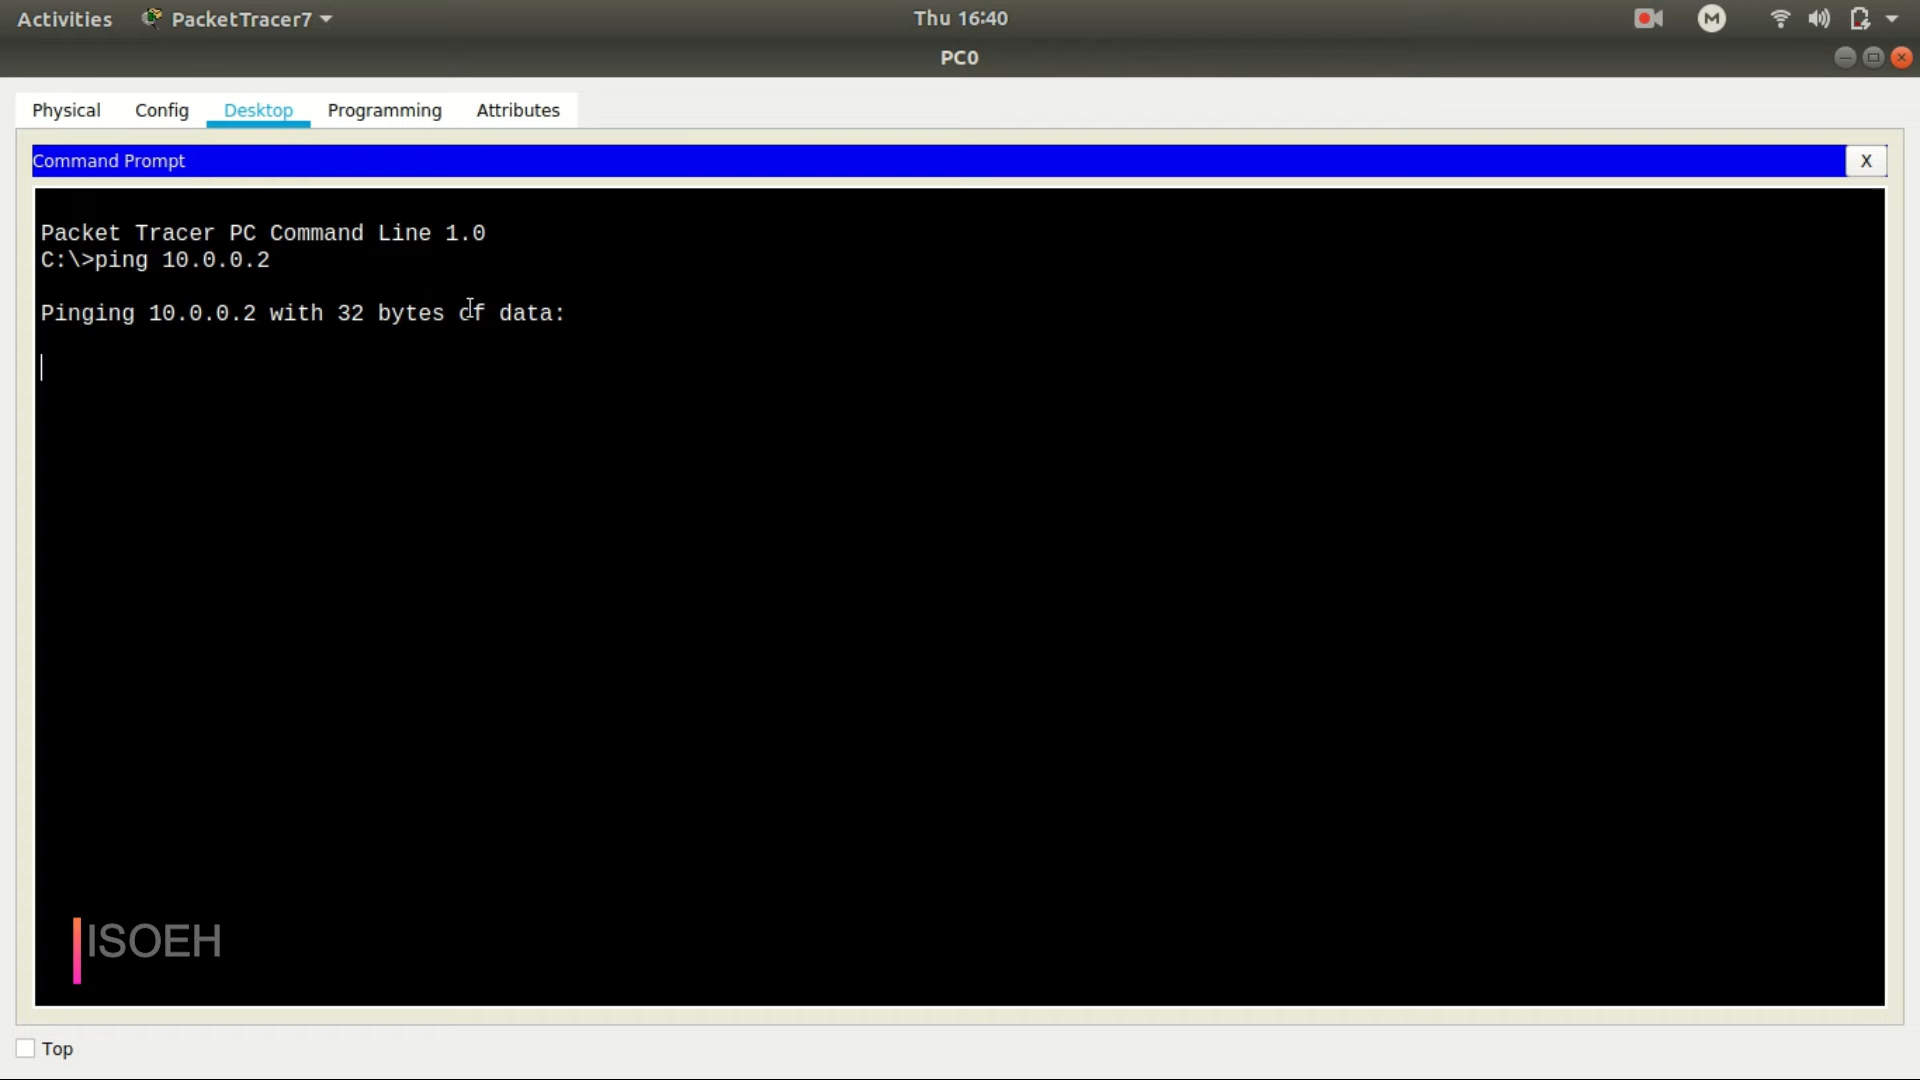 Activities PacketTracer7 Thu 16:40
PC0
Physical Config Desktop Programming Attributes
Command Prompt X
Packet Tracer PC Command Line 1.0
C:\>ping 10.0.0.2
Pinging 10.0.0.2 with 32 bytes of data:
ISOEH
Top